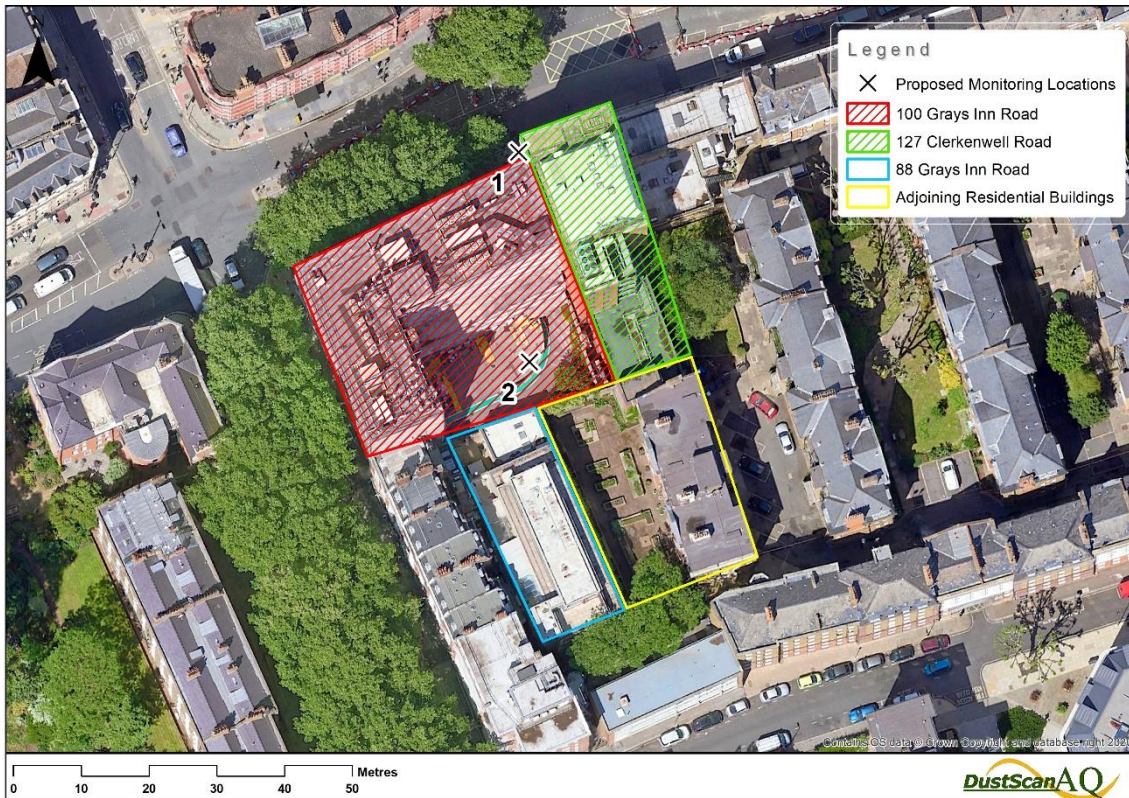 Legend
Proposed Monitoring Locations
100 Grays Inn Road
127 Clerkenwell Road
88 Grays Inn Road
Adjoining Residential Buildings
1
2
Contains OS data © Crown Copyright and database right
Metres
0 10 20 30 40 50
DustScanAQ